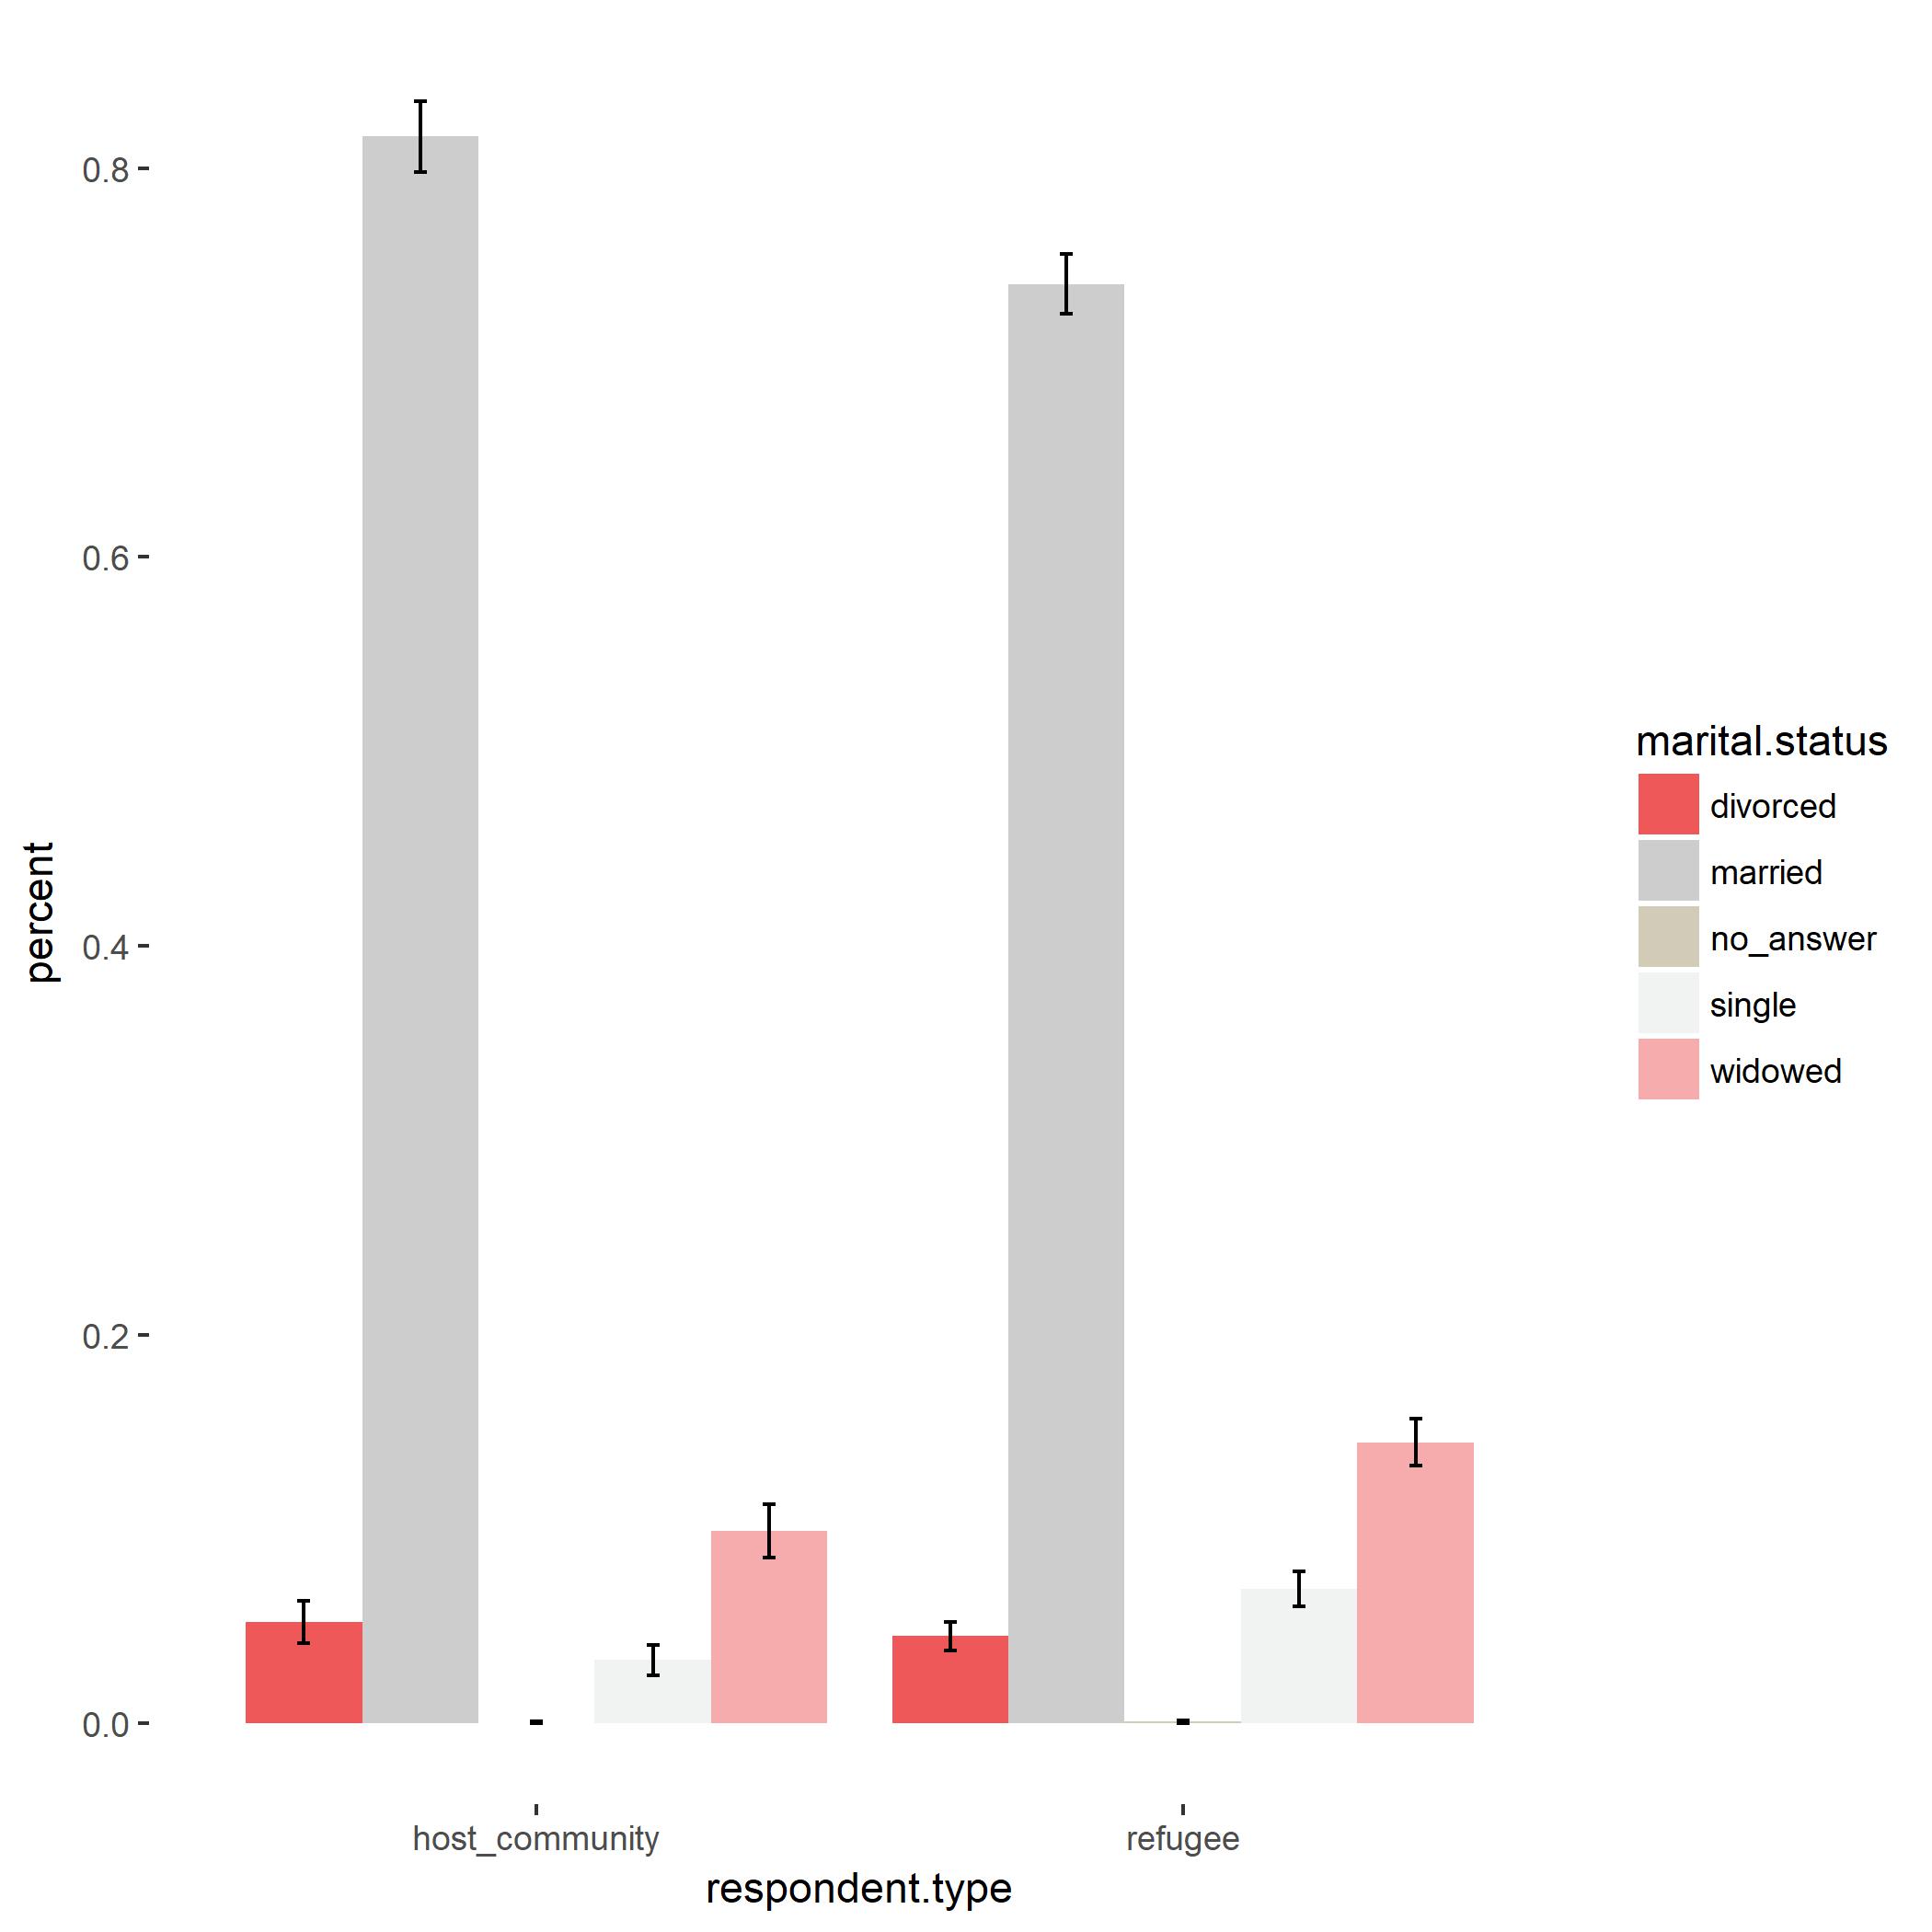 percent
0.8
0.6
0.4
0.2
0.0
host_community
refugee
respondent.type
marital.status
divorced
married
no_answer
single
widowed